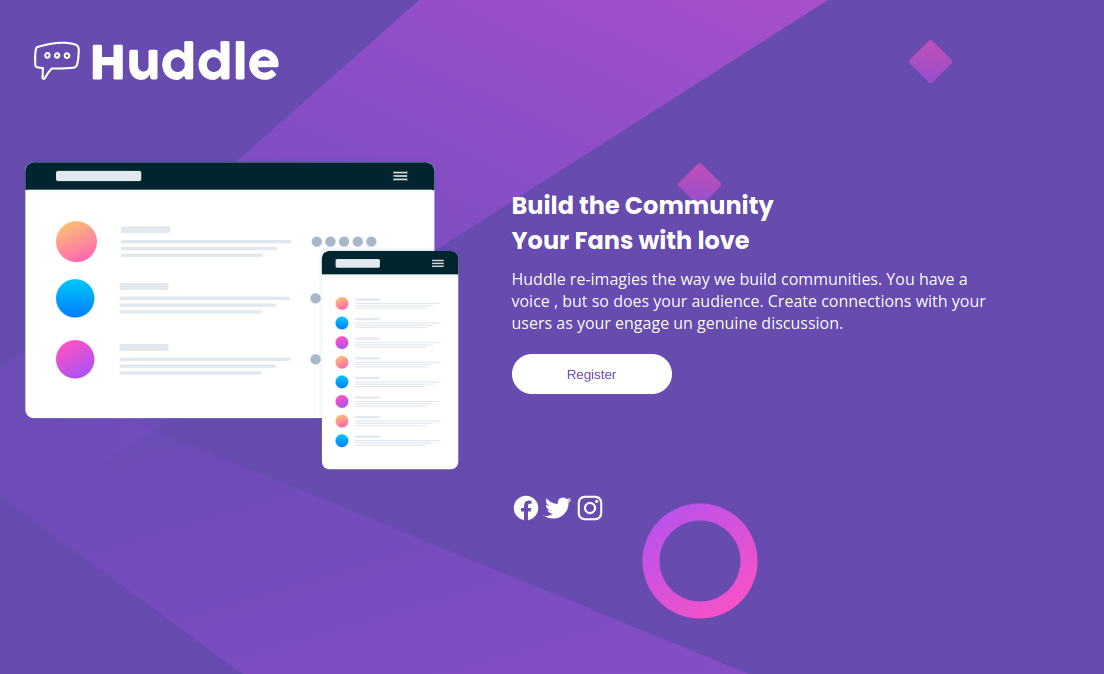 Huddle
Build the Community
Your Fans with love
Huddle re-imagies the way we build communities. You have a
voice , but so does your audience. Create connections with your
users as your engage un genuine discussion.
Register